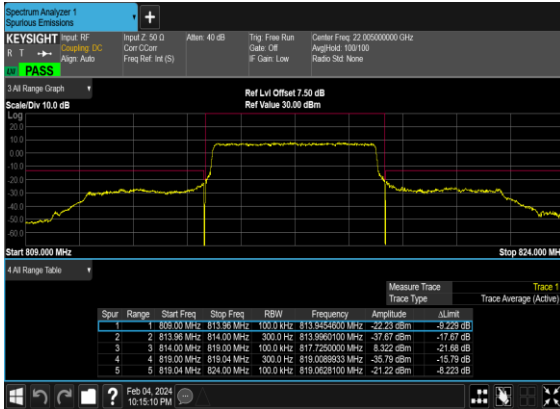 Spectrum Analyzer 1
Spurious Emissions
KEYSIGHT Input: RF Input Z: 50 Ω Atten: 40 dB Trig: Free Run Center Freq: 22.005000000 GHz
R T Coupling: DC Corr CCorr Gate: Off Avg|Hold: 100/100
Align: Auto Freq Ref: Int (S) IF Gain: Low Radio Std: None
PASS
3 All Range Graph
Scale/Div 10.0 dB Ref Lvl Offset 7.50 dB
Ref Value 30.00 dBm
Log
20.0
10.0
0.00
-10.0
-20.0
-30.0
-40.0
-50.0
-60.0
Start 809.000 MHz Stop 824.000 MH
4 All Range Table
Measure Trace Trace 1
Trace Type Trace Average (Active)
Spur Range Start Freq Stop Freq RBW Frequency Amplitude ΔLimit
1 1 809.00 MHz 813.96 MHz 100.0 kHz 813.9454600 MHz -22.23 dBm -9.229 dB
2 2 813.96 MHz 814.00 MHz 300.0 Hz 813.9960100 MHz -37.67 dBm -17.67 dB
3 3 814.00 MHz 819.00 MHz 100.0 kHz 817.7250000 MHz 8.322 dBm -21.68 dB
4 4 819.00 MHz 819.04 MHz 300.0 Hz 819.0089933 MHz -35.79 dBm -15.79 dB
5 5 819.04 MHz 824.00 MHz 100.0 kHz 819.0628100 MHz -21.22 dBm -8.223 dB
Feb 04, 2024
10:15:10 PM